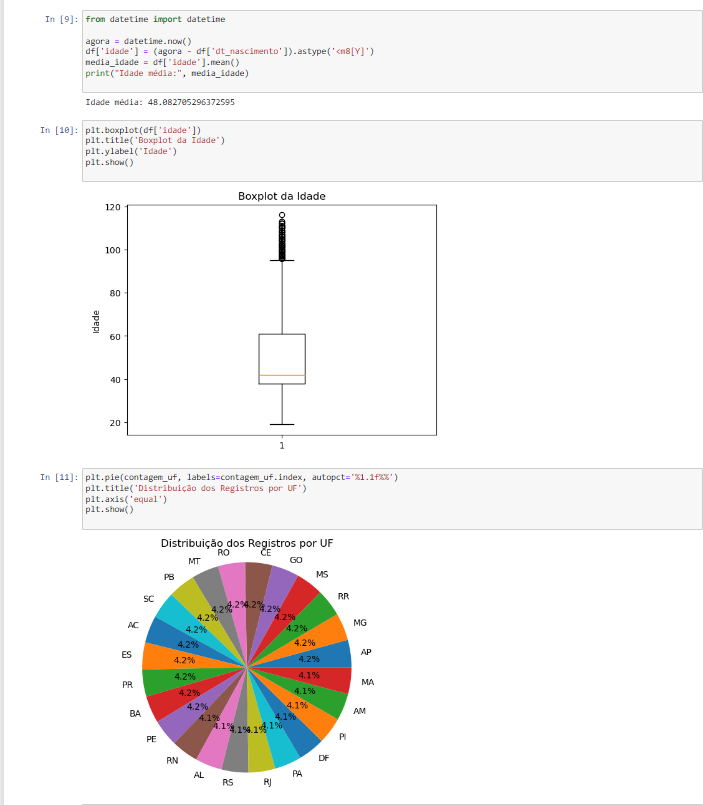 In [9]: from datetime import datetime
agora = datetime.now()
df['idade'] = (agora - df['dt_nascimento']).astype('<m8[Y]')
media_idade = df['idade'].mean()
print("Idade média:", media_idade)
Idade média: 48.082705296372595
In [10]: plt.boxplot(df['idade'])
plt.title('Boxplot da Idade')
plt.ylabel('Idade')
plt.show()
Boxplot da Idade
120
100
80
60
40
20
Idade
1
In [11]: plt.pie(contagem_uf, labels=contagem_uf.index, autopct='%1.1f%%')
plt.title('Distribuição dos Registros por UF')
plt.axis('equal')
plt.show()
Distribuição dos Registros por UF
AP 4.2%
MG 4.2%
RR 4.2%
MS 4.2%
GO 4.2%
CE 4.2%
RO 4.2%
MT 4.2%
PB 4.2%
SC 4.2%
AC 4.2%
ES 4.2%
PR 4.2%
BA 4.2%
PE 4.2%
RN 4.1%
AL 4.1%
RS 4.1%
RJ 4.1%
PA 4.1%
DF 4.1%
PI 4.1%
AM 4.1%
MA 4.1%